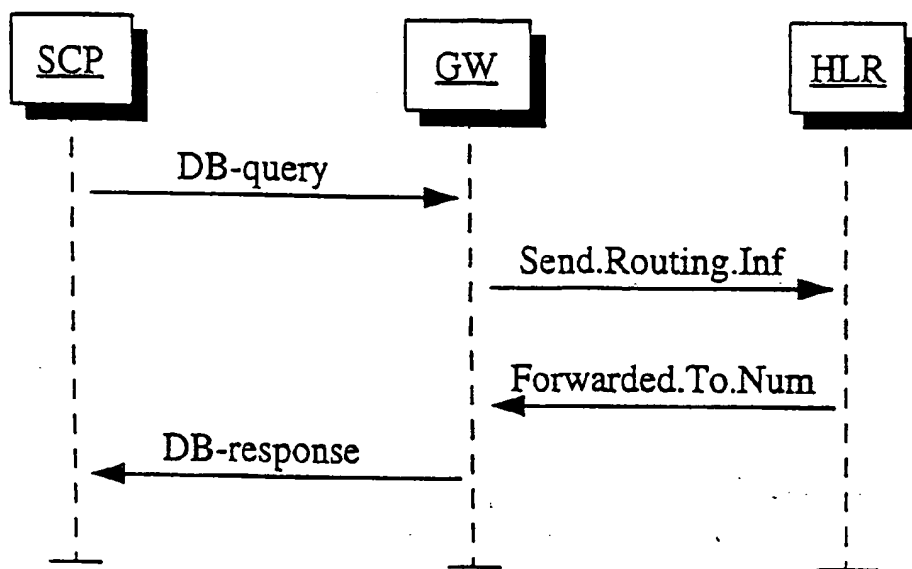 SCP GW HLR
DB-query
Send.Routing.Inf
Forwarded.To.Num
DB-response